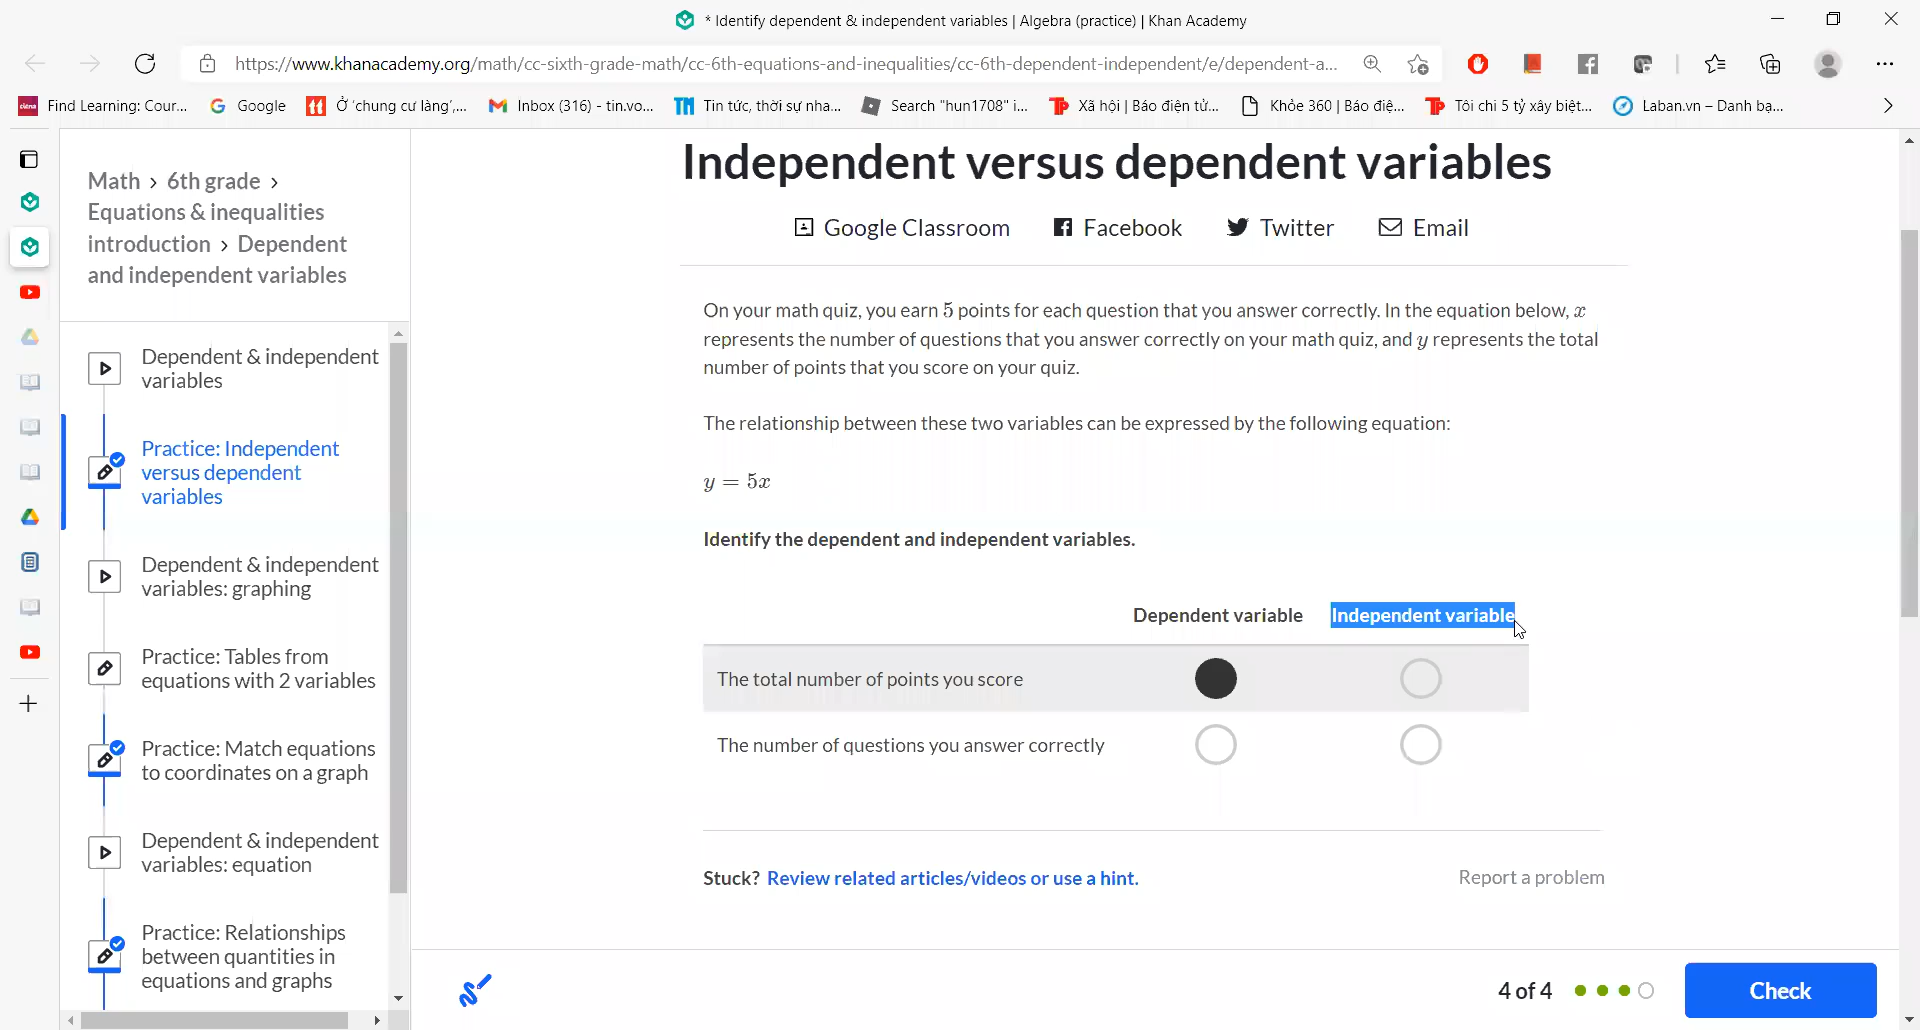 * Identify dependent & independent variables | Algebra (practice) | Khan Academy
https://www.khanacademy.org/math/cc-sixth-grade-math/cc-6th-equations-and-inequalities/cc-6th-dependent-independent/e/dependent-a...
Find Learning: Cour...
Google
Ở 'chung cư làng',...
Inbox (316) - tin.vo...
Tin tức, thời sự nha...
Search "hun1708" i...
Xã hội | Báo điện tử...
Khỏe 360 | Báo điệ...
Tôi chi 5 tỷ xây biệt...
Laban.vn – Danh bạ...
Math › 6th grade ›
Equations & inequalities
introduction › Dependent
and independent variables
Dependent & independent
variables
Practice: Independent
versus dependent
variables
Dependent & independent
variables: graphing
Practice: Tables from
equations with 2 variables
Practice: Match equations
to coordinates on a graph
Dependent & independent
variables: equation
Practice: Relationships
between quantities in
equations and graphs
Independent versus dependent variables
Google Classroom
Facebook
Twitter
Email
On your math quiz, you earn 5 points for each question that you answer correctly. In the equation below, x
represents the number of questions that you answer correctly on your math quiz, and y represents the total
number of points that you score on your quiz.
The relationship between these two variables can be expressed by the following equation:
y = 5x
Identify the dependent and independent variables.
Dependent variable
Independent variable
The total number of points you score
The number of questions you answer correctly
Stuck? Review related articles/videos or use a hint.
Report a problem
4 of 4
Check